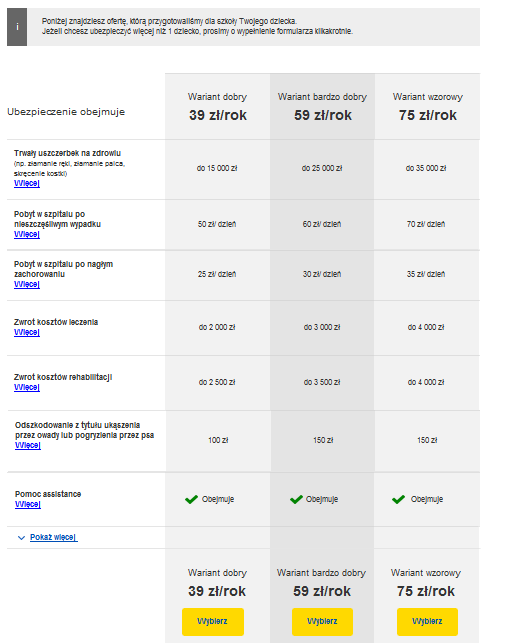 i
Poniżej znajdziesz ofertę, którą przygotowaliśmy dla szkoły Twojego dziecka.
Jeżeli chcesz ubezpieczyć więcej niż 1 dziecko, prosimy o wypełnienie formularza kilkakrotnie.
Ubezpieczenie obejmuje
Wariant dobry Wariant bardzo dobry Wariant wzorowy
39 zł/rok 59 zł/rok 75 zł/rok
Trwały uszczerbek na zdrowiu
(np. złamanie ręki, złamanie palca,
skręcenie kostki)
Więcej
do 15 000 zł do 25 000 zł do 35 000 zł
Pobyt w szpitalu po
nieszczęśliwym wypadku
Więcej
50 zł/ dzień 60 zł/ dzień 70 zł/ dzień
Pobyt w szpitalu po nagłym
zachorowaniu
Więcej
25 zł/ dzień 30 zł/ dzień 35 zł/ dzień
Zwrot kosztów leczenia
Więcej
do 2 000 zł do 3 000 zł do 4 000 zł
Zwrot kosztów rehabilitacji
Więcej
do 2 500 zł do 3 500 zł do 4 000 zł
Odszkodowanie z tytułu ukąszenia
przez owady lub pogryzienia przez psa
Więcej
100 zł 150 zł 150 zł
Pomoc assistance
Więcej
Obejmuje Obejmuje Obejmuje
Pokaż więcej
Wariant dobry Wariant bardzo dobry Wariant wzorowy
39 zł/rok 59 zł/rok 75 zł/rok
Wybierz Wybierz Wybierz